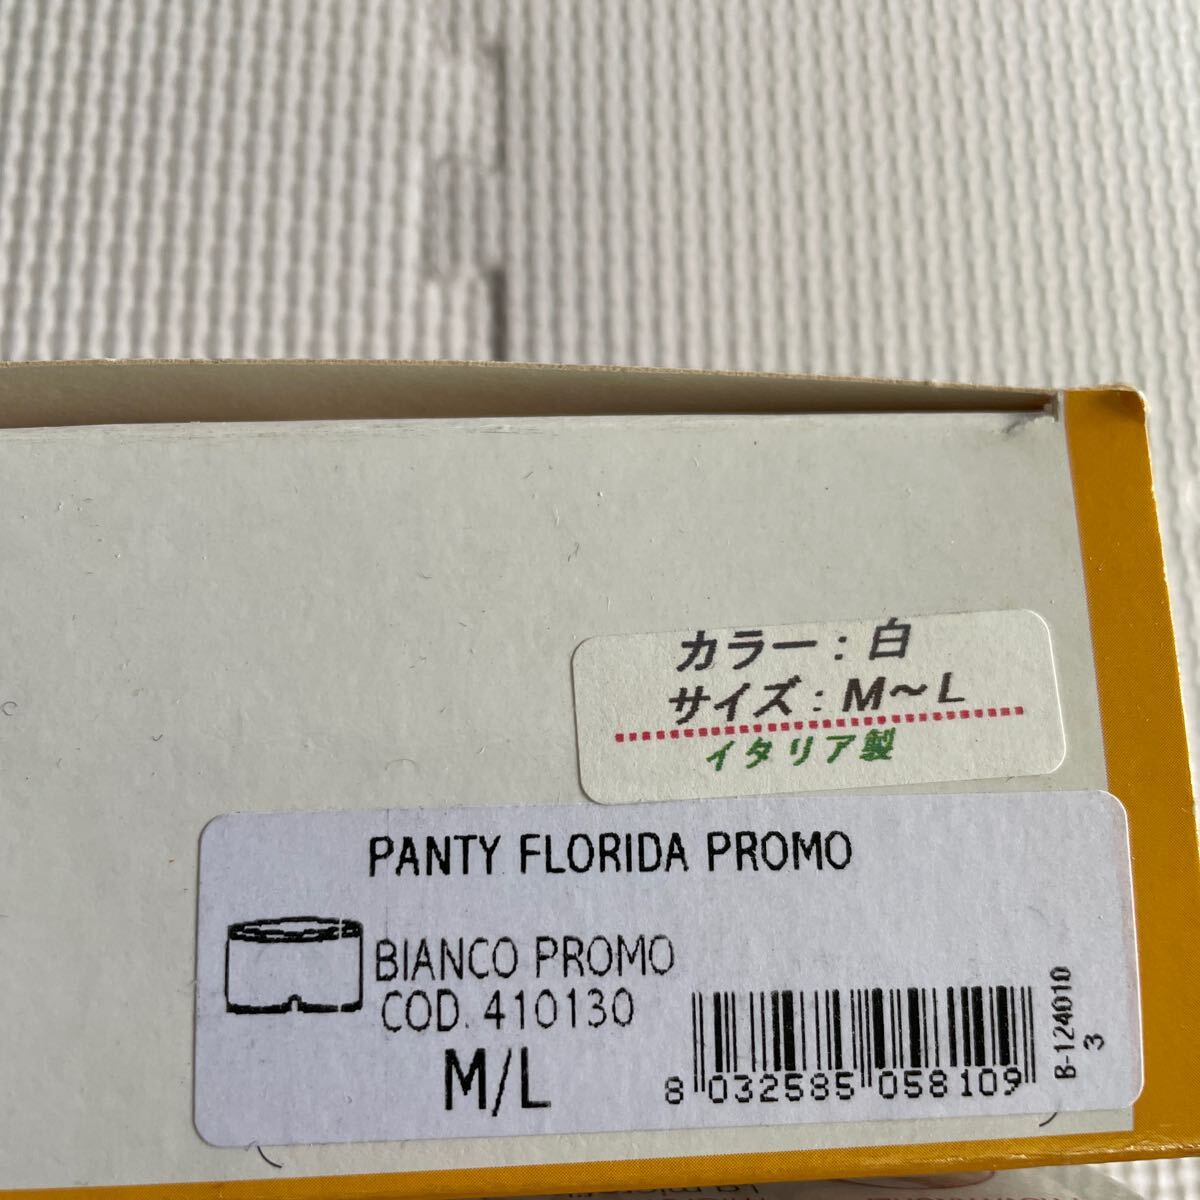 カラー：白
サイズ：M～L
イタリア製
PANTY FLORIDA PROMO
BIANCO PROMO
COD. 410130
M/L
8 032585 058109
B-124010
3